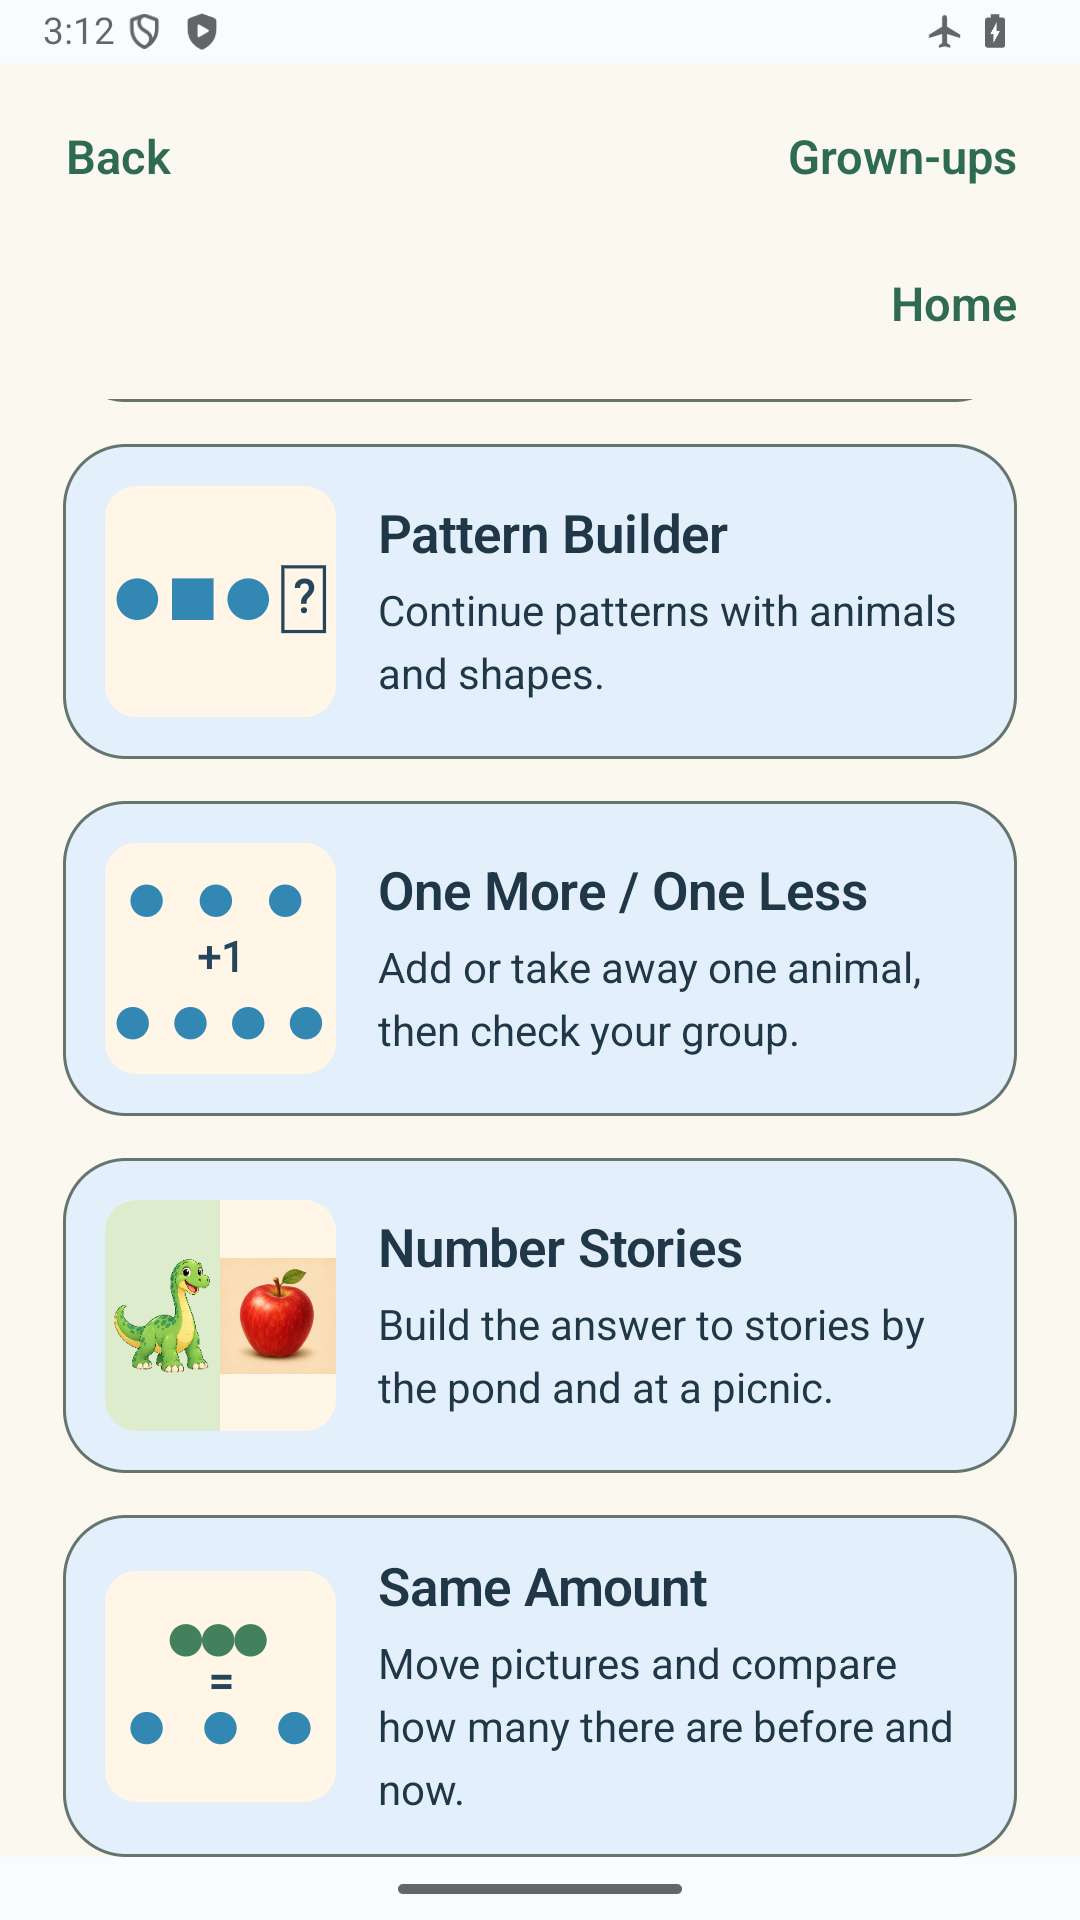 3:12
Back
Grown-ups
Home
?
Pattern Builder
Continue patterns with animals
and shapes.
+1
One More / One Less
Add or take away one animal,
then check your group.
Number Stories
Build the answer to stories by
the pond and at a picnic.
=
Same Amount
Move pictures and compare
how many there are before and
now.